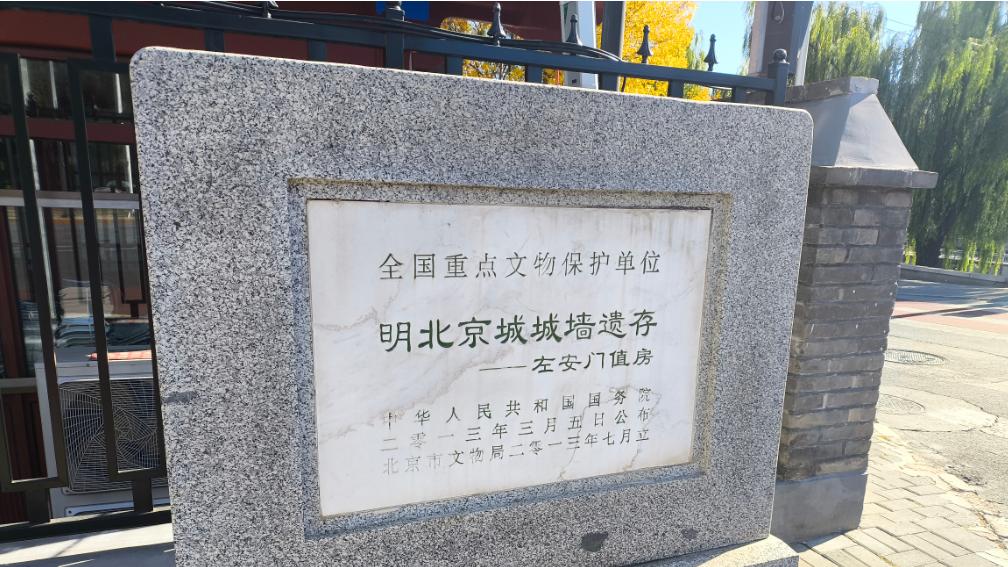 全国重点文物保护单位
明北京城城墙遗存
——左安门值房
中华人民共和国国务院
二零一三年三月五日公布
北京市文物局二零一三年七月立